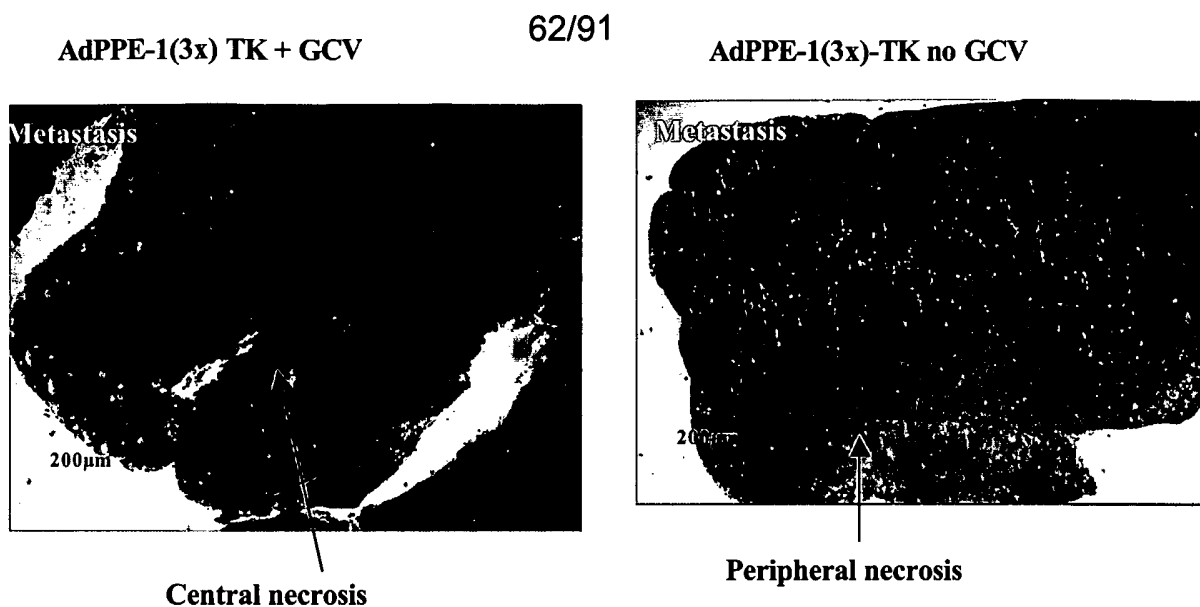 62/91
AdPPE-1(3x) TK + GCV
AdPPE-1(3x)-TK no GCV
Metastasis
Metastasis
200µm
200µm
Central necrosis
Peripheral necrosis